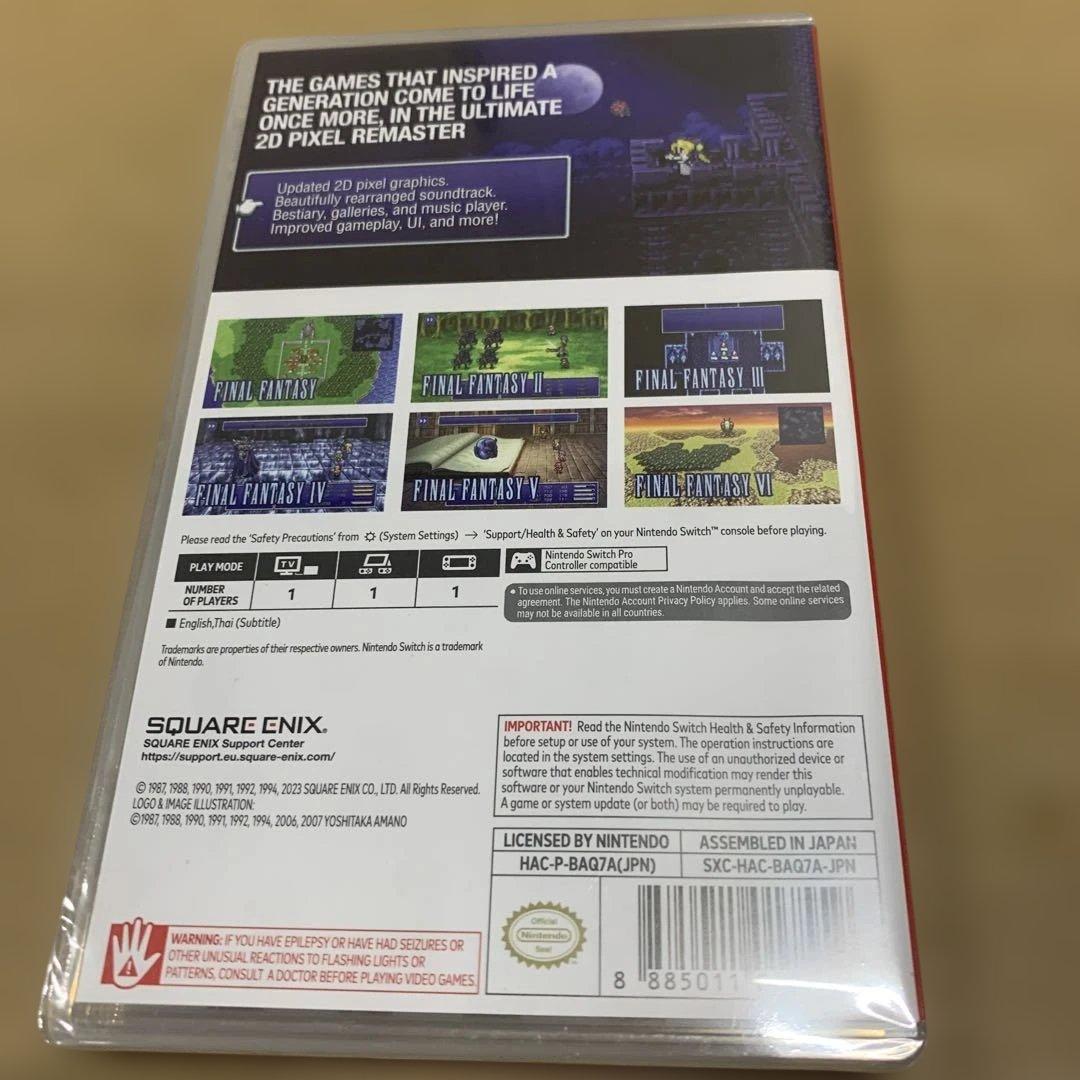 THE GAMES THAT INSPIRED A
GENERATION COME TO LIFE
ONCE MORE, IN THE ULTIMATE
2D PIXEL REMASTER
Updated 2D pixel graphics.
Beautifully rearranged soundtrack.
Bestiary, galleries, and music player.
Improved gameplay, UI, and more!
FINAL FANTASY
FINAL FANTASY II
FINAL FANTASY III
FINAL FANTASY IV
FINAL FANTASY V
FINAL FANTASY VI
Please read the 'Safety Precautions' from (System Settings) → 'Support/Health & Safety' on your Nintendo Switch™ console before playing.
PLAY MODE
TV
NUMBER
OF PLAYERS
1
1
1
Nintendo Switch Pro
Controller compatible
• To use online services, you must create a Nintendo Account and accept the related
agreement. The Nintendo Account Privacy Policy applies. Some online services
may not be available in all countries.
■ English,Thai (Subtitle)
Trademarks are properties of their respective owners. Nintendo Switch is a trademark
of Nintendo.
SQUARE ENIX®
SQUARE ENIX Support Center
https://support.eu.square-enix.com/
© 1987, 1988, 1990, 1991, 1992, 1994, 2023 SQUARE ENIX CO., LTD. All Rights Reserved.
LOGO & IMAGE ILLUSTRATION:
©1987, 1988, 1990, 1991, 1992, 1994, 2006, 2007 YOSHITAKA AMANO
IMPORTANT! Read the Nintendo Switch Health & Safety Information
before setup or use of your system. The operation instructions are
located in the system settings. The use of an unauthorized device or
software that enables technical modification may render this
software or your Nintendo Switch system permanently unplayable.
A game or system update (or both) may be required to play.
LICENSED BY NINTENDO
ASSEMBLED IN JAPAN
HAC-P-BAQ7A(JPN)
SXC-HAC-BAQ7A-JPN
Official
Nintendo
Seal
8 885011
WARNING: IF YOU HAVE EPILEPSY OR HAVE HAD SEIZURES OR
OTHER UNUSUAL REACTIONS TO FLASHING LIGHTS OR
PATTERNS, CONSULT A DOCTOR BEFORE PLAYING VIDEO GAMES.